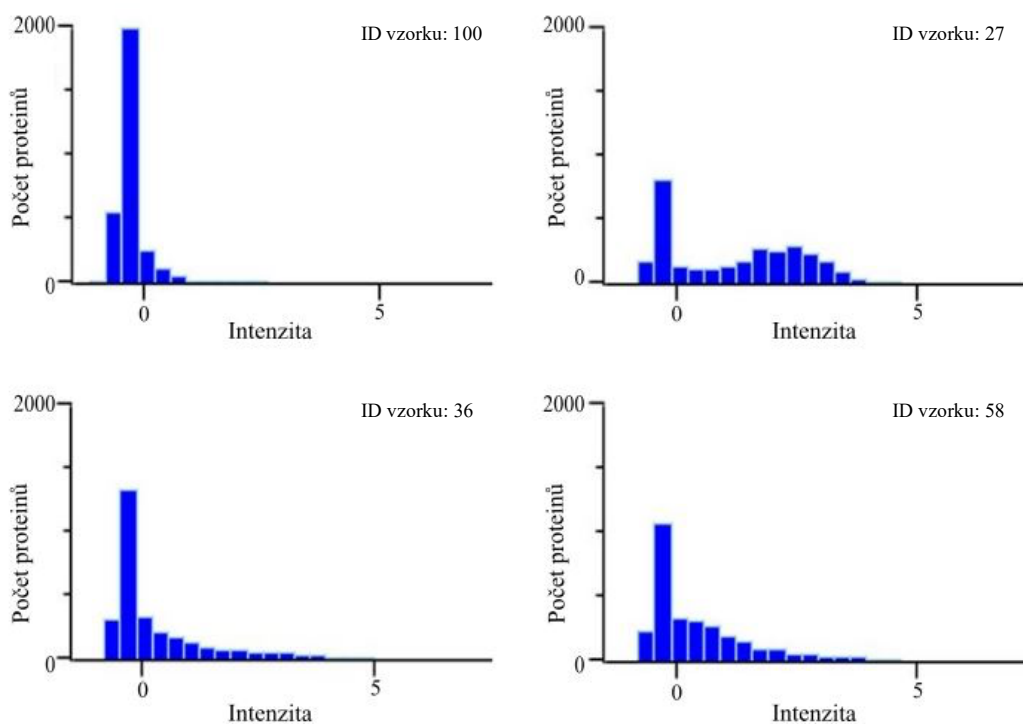 2000
ID vzorku: 100
Počet proteinů
0
0
5
Intenzita
2000
ID vzorku: 27
Počet proteinů
0
0
5
Intenzita
2000
ID vzorku: 36
Počet proteinů
0
0
5
Intenzita
2000
ID vzorku: 58
Počet proteinů
0
0
5
Intenzita